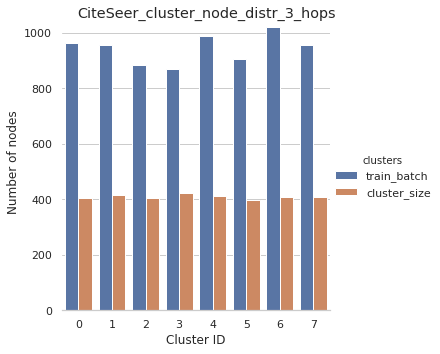 CiteSeer_cluster_node_distr_3_hops
1000
800
600
400
200
0
Number of nodes
0 1 2 3 4 5 6 7
Cluster ID
clusters
train_batch
cluster_size